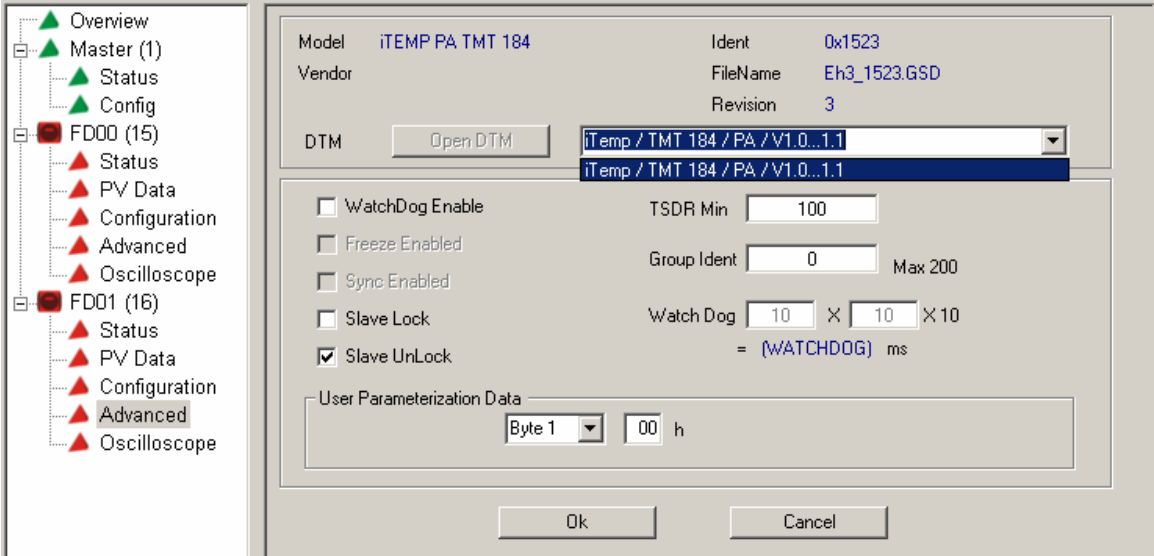 Overview
Master (1)
Status
Config
FD00 (15)
Status
PV Data
Configuration
Advanced
Oscilloscope
FD01 (16)
Status
PV Data
Configuration
Advanced
Oscilloscope
Model iTEMP PA TMT 184 Ident 0x1523
Vendor FileName Eh3_1523.GSD
Revision 3
DTM Open DTM iTemp / TMT 184 / PA / V1.0...1.1
iTemp / TMT 184 / PA / V1.0...1.1
WatchDog Enable TSDR Min 100
Freeze Enabled
Group Ident 0 Max 200
Sync Enabled
Slave Lock Watch Dog 10 X 10 X 10
Slave UnLock = (WATCHDOG) ms
User Parameterization Data
Byte 1 00 h
Ok Cancel